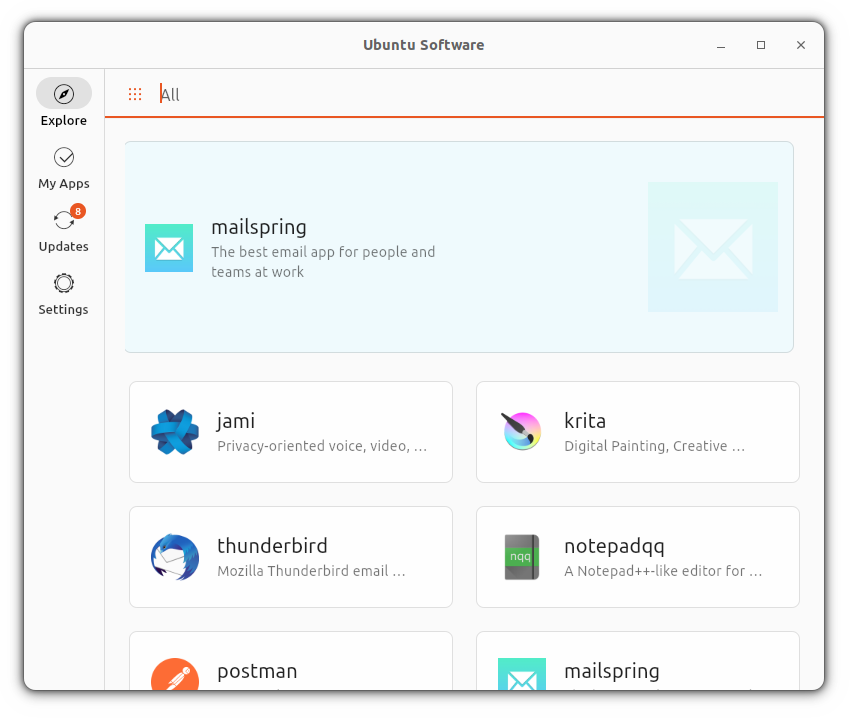 Ubuntu Software
Explore
My Apps
8
Updates
Settings
All
mailspring
The best email app for people and
teams at work
jami
Privacy-oriented voice, video, …
krita
Digital Painting, Creative …
thunderbird
Mozilla Thunderbird email …
nqq
notepadqq
A Notepad++-like editor for …
postman
mailspring